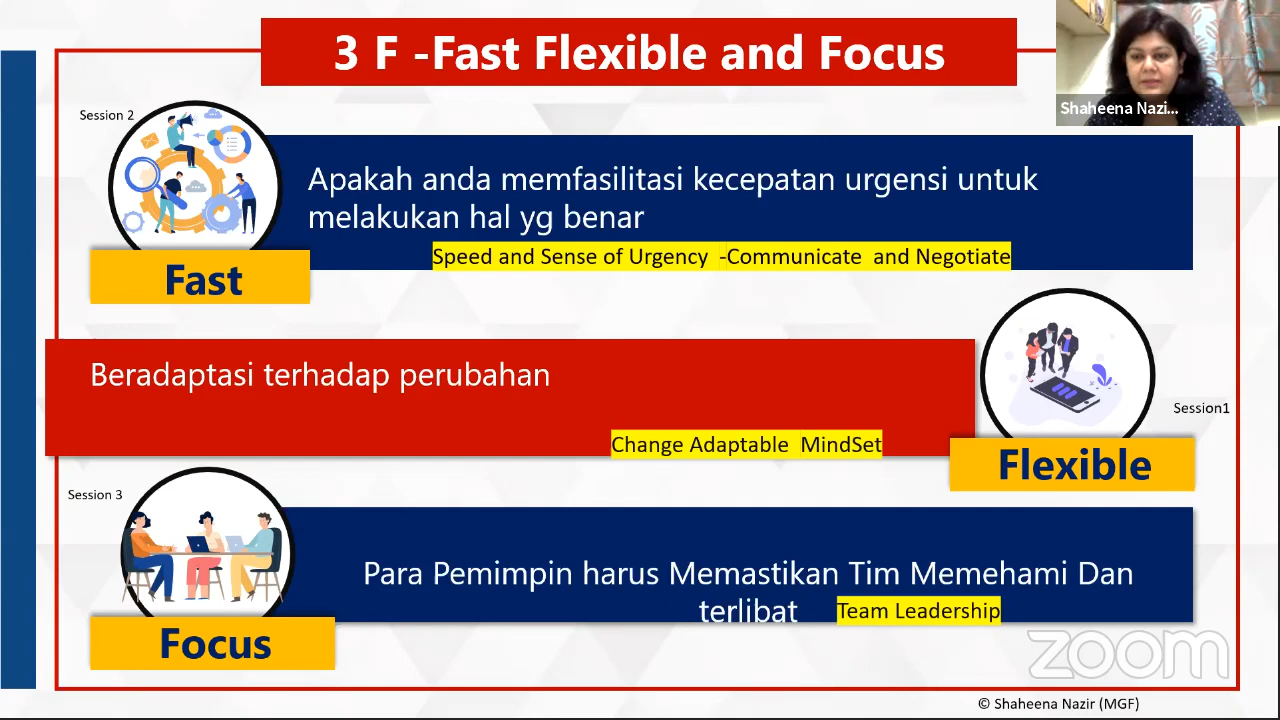 3 F -Fast Flexible and Focus
Shaheena Nazi...
Session 2
Apakah anda memfasilitasi kecepatan urgensi untuk
melakukan hal yg benar
Speed and Sense of Urgency -Communicate and Negotiate
Fast
Beradaptasi terhadap perubahan
Change Adaptable MindSet
Session1
Flexible
Session 3
Para Pemimpin harus Memastikan Tim Memehami Dan
terlibat Team Leadership
Focus
zoom
© Shaheena Nazir (MGF)